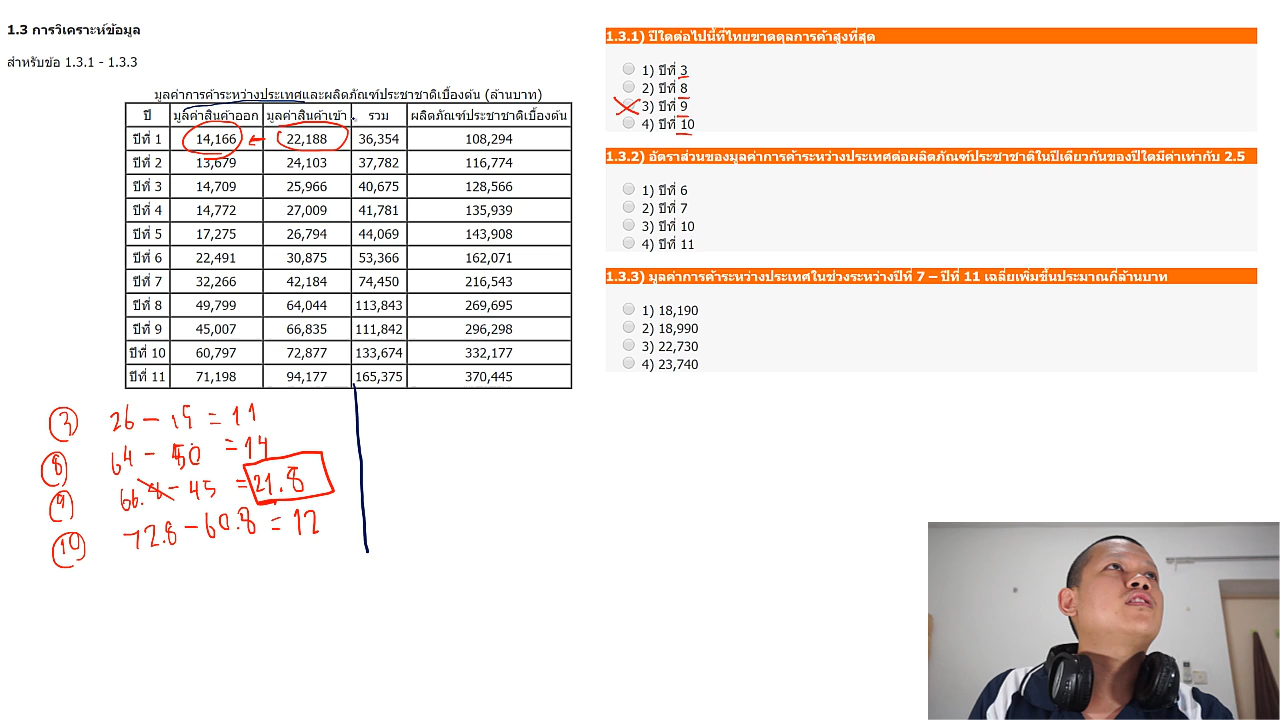 1.3 การวิเคราะห์ข้อมูล
สำหรับข้อ 1.3.1 - 1.3.3
มูลค่าการค้าระหว่างประเทศและผลิตภัณฑ์ประชาชาติเบื้องต้น (ล้านบาท)
ปี มูลค่าสินค้าออก มูลค่าสินค้าเข้า รวม ผลิตภัณฑ์ประชาชาติเบื้องต้น
ปีที่ 1 14,166 22,188 36,354 108,294
ปีที่ 2 13,679 24,103 37,782 116,774
ปีที่ 3 14,709 25,966 40,675 128,566
ปีที่ 4 14,772 27,009 41,781 135,939
ปีที่ 5 17,275 26,794 44,069 143,908
ปีที่ 6 22,491 30,875 53,366 162,071
ปีที่ 7 32,266 42,184 74,450 216,543
ปีที่ 8 49,799 64,044 113,843 269,695
ปีที่ 9 45,007 66,835 111,842 296,298
ปีที่ 10 60,797 72,877 133,674 332,177
ปีที่ 11 71,198 94,177 165,375 370,445
3 26 - 15 = 11
8 64 - 50 = 14
9 66.8 - 45 = 21.8
10 72.8 - 60.8 = 12
1.3.1) ปีใดต่อไปนี้ที่ไทยขาดดุลการค้าสูงที่สุด
1) ปีที่ 3
2) ปีที่ 8
3) ปีที่ 9
4) ปีที่ 10
1.3.2) อัตราส่วนของมูลค่าการค้าระหว่างประเทศต่อผลิตภัณฑ์ประชาชาติในปีเดียวกันของปีใดมีค่าเท่ากับ 2.5
1) ปีที่ 6
2) ปีที่ 7
3) ปีที่ 10
4) ปีที่ 11
1.3.3) มูลค่าการค้าระหว่างประเทศในช่วงระหว่างปีที่ 7 – ปีที่ 11 เฉลี่ยเพิ่มขึ้นประมาณกี่ล้านบาท
1) 18,190
2) 18,990
3) 22,730
4) 23,740